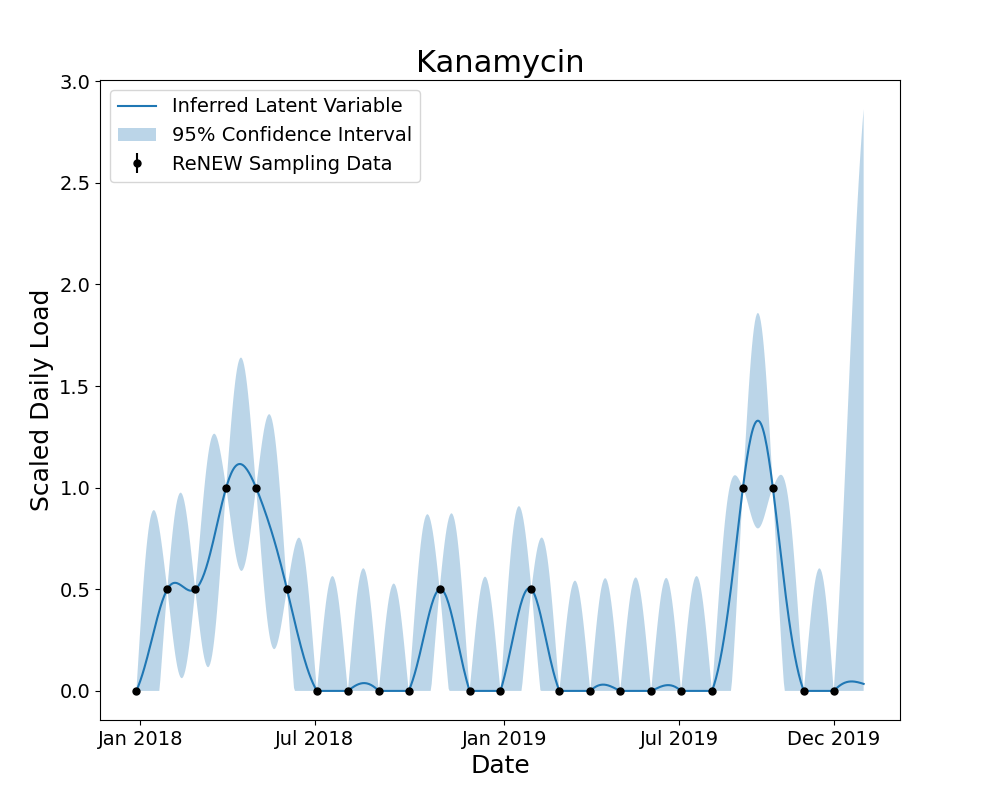 Kanamycin
Inferred Latent Variable
95% Confidence Interval
ReNEW Sampling Data
3.0
2.5
2.0
1.5
1.0
0.5
0.0
Scaled Daily Load
Jan 2018
Jul 2018
Jan 2019
Jul 2019
Dec 2019
Date